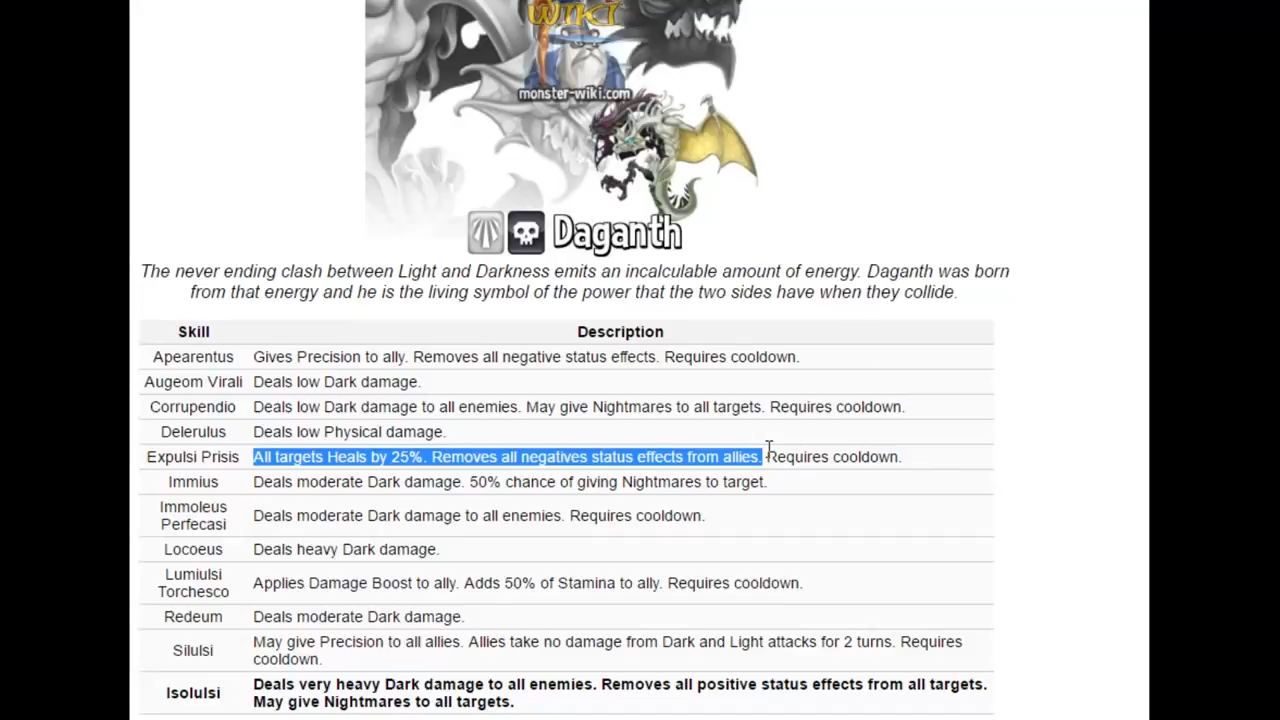 WIKI
monster-wiki.com
Daganth
The never ending clash between Light and Darkness emits an incalculable amount of energy. Daganth was born
from that energy and he is the living symbol of the power that the two sides have when they collide.
Skill Description
Apearentus Gives Precision to ally. Removes all negative status effects. Requires cooldown.
Augeom Virali Deals low Dark damage.
Corrupendio Deals low Dark damage to all enemies. May give Nightmares to all targets. Requires cooldown.
Delerulus Deals low Physical damage.
Expulsi Prisis All targets Heals by 25%. Removes all negatives status effects from allies. Requires cooldown.
Immius Deals moderate Dark damage. 50% chance of giving Nightmares to target.
Immoleus
Perfecasi
Deals moderate Dark damage to all enemies. Requires cooldown.
Locoeus Deals heavy Dark damage.
Lumiulsi
Torchesco
Applies Damage Boost to ally. Adds 50% of Stamina to ally. Requires cooldown.
Redeum Deals moderate Dark damage.
Silulsi
May give Precision to all allies. Allies take no damage from Dark and Light attacks for 2 turns. Requires
cooldown.
Isolulsi
Deals very heavy Dark damage to all enemies. Removes all positive status effects from all targets.
May give Nightmares to all targets.